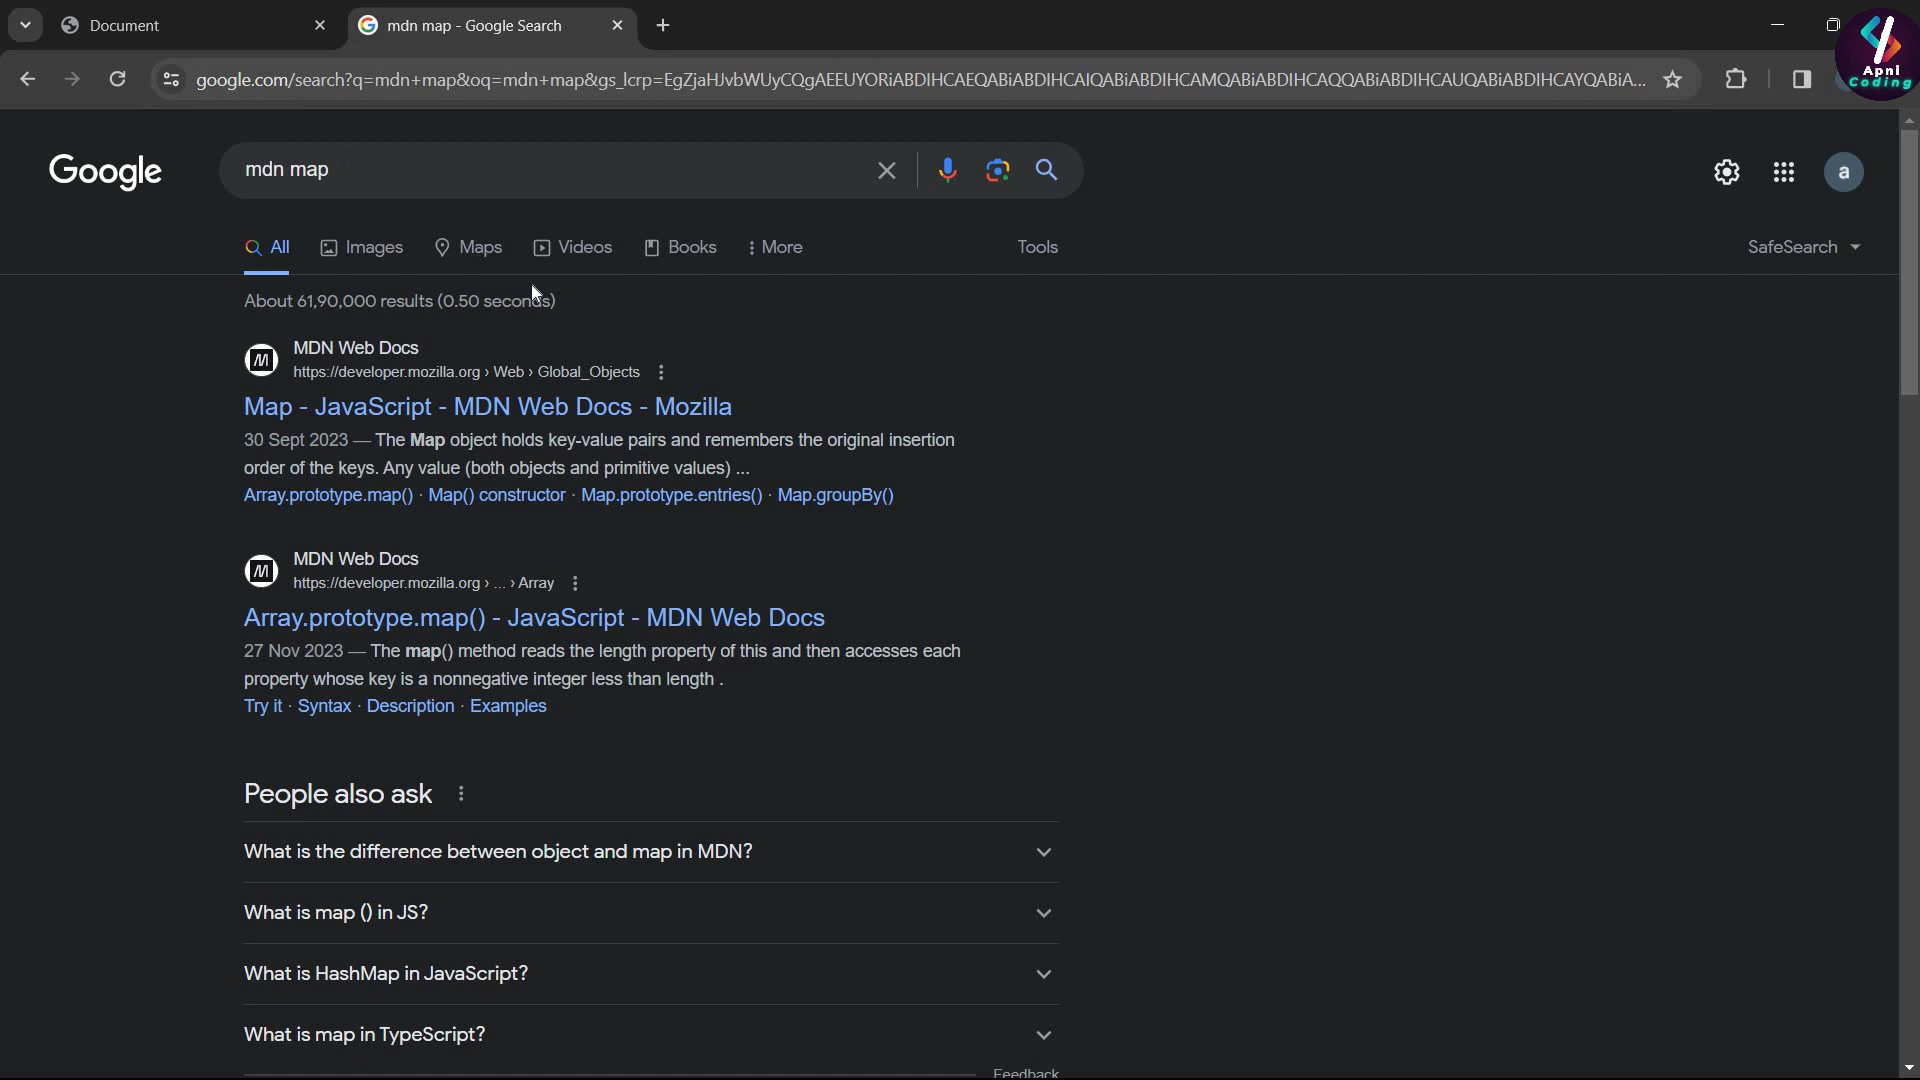 Document
mdn map - Google Search
google.com/search?q=mdn+map&oq=mdn+map&gs_lcrp=EgZjaHJvbWUyCQgAEEUYORiABDIHCAEQABiABDIHCAIQABiABDIHCAMQABiABDIHCAQQABiABDIHCAUQABiABDIHCAYQABiA...
Apni
Coding
Google
mdn map
a
All
Images
Maps
Videos
Books
More
Tools
SafeSearch
About 61,90,000 results (0.50 seconds)
MDN Web Docs
https://developer.mozilla.org › Web › Global_Objects
Map - JavaScript - MDN Web Docs - Mozilla
30 Sept 2023 — The Map object holds key-value pairs and remembers the original insertion
order of the keys. Any value (both objects and primitive values) ...
Array.prototype.map() · Map() constructor · Map.prototype.entries() · Map.groupBy()
MDN Web Docs
https://developer.mozilla.org › ... › Array
Array.prototype.map() - JavaScript - MDN Web Docs
27 Nov 2023 — The map() method reads the length property of this and then accesses each
property whose key is a nonnegative integer less than length .
Try it · Syntax · Description · Examples
People also ask
What is the difference between object and map in MDN?
What is map () in JS?
What is HashMap in JavaScript?
What is map in TypeScript?
Feedback